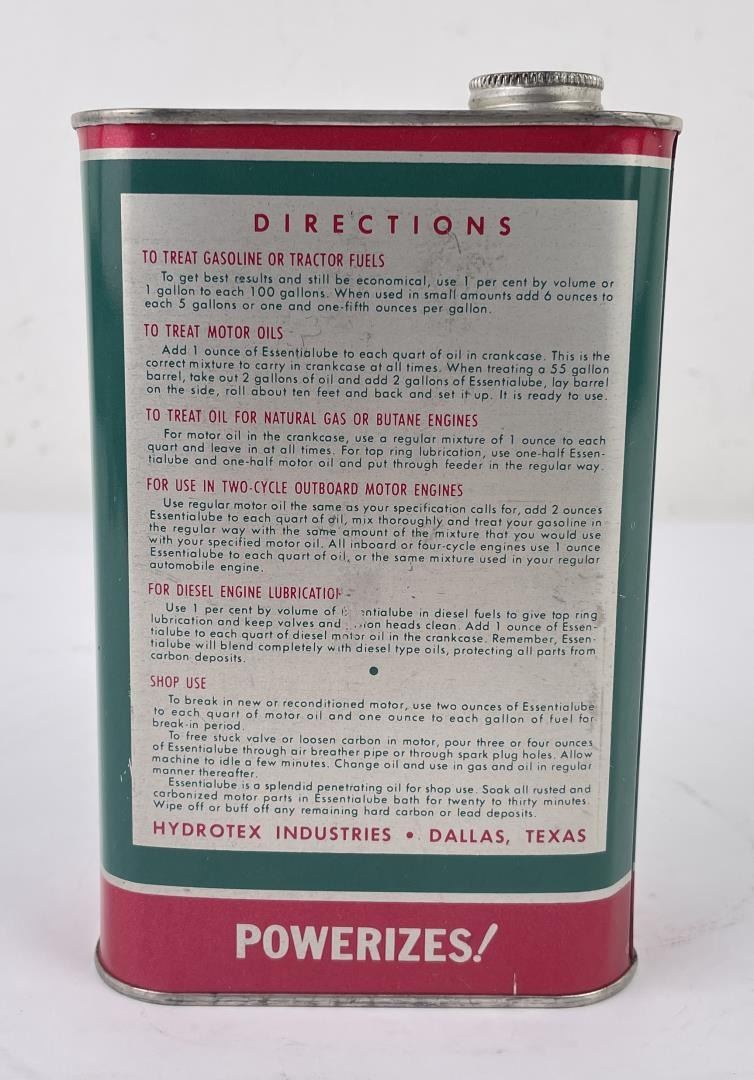 DIRECTIONS
TO TREAT GASOLINE OR TRACTOR FUELS
To get best results and still be economical, use 1 per cent by volume or
1 gallon to each 100 gallons. When used in small amounts add 6 ounces to
each 5 gallons or one and one-fifth ounces per gallon.
TO TREAT MOTOR OILS
Add 1 ounce of Essentialube to each quart of oil in crankcase. This is the
correct mixture to carry in crankcase at all times. When treating a 55 gallon
barrel, take out 2 gallons of oil and add 2 gallons of Essentialube, lay barrel
on the side, roll about ten feet and back and set it up. It is ready to use.
TO TREAT OIL FOR NATURAL GAS OR BUTANE ENGINES
For motor oil in the crankcase, use a regular mixture of 1 ounce to each
quart and leave in at all times. For top ring lubrication, use one-half Essen-
tialube and one-half motor oil and put through feeder in the regular way.
FOR USE IN TWO-CYCLE OUTBOARD MOTOR ENGINES
Use regular motor oil the same as your specification calls for, add 2 ounces
Essentialube to each quart of oil, mix thoroughly and treat your gasoline in
the regular way with the same amount of the mixture that you would use
with your specified motor oil. All inboard or four-cycle engines use 1 ounce
Essentialube to each quart of oil, or the same mixture used in your regular
automobile engine.
FOR DIESEL ENGINE LUBRICATION
Use 1 per cent by volume of Essentialube in diesel fuels to give top ring
lubrication and keep valves and heads clean. Add 1 ounce of Essen-
tialube to each quart of diesel motor oil in the crankcase. Remember, Essen-
tialube will blend completely with diesel type oils, protecting all parts from
carbon deposits.
SHOP USE
To break in new or reconditioned motor, use two ounces of Essentialube
to each quart of motor oil and one ounce to each gallon of fuel for
break-in period.
To free stuck valve or loosen carbon in motor, pour three or four ounces
of Essentialube through air breather pipe or through spark plug holes. Allow
machine to idle a few minutes. Change oil and use in gas and oil in regular
manner thereafter.
Essentialube is a splendid penetrating oil for shop use. Soak all rusted and
carbonized motor parts in Essentialube bath for twenty to thirty minutes.
Wipe off or buff off any remaining hard carbon or lead deposits.
HYDROTEX INDUSTRIES • DALLAS, TEXAS
POWERIZES!